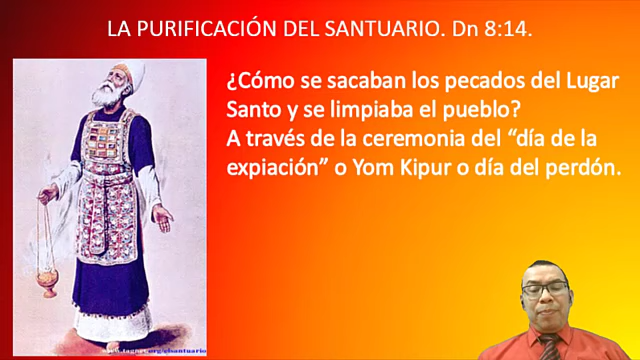 LA PURIFICACIÓN DEL SANTUARIO. Dn 8:14.
¿Cómo se sacaban los pecados del Lugar
Santo y se limpiaba el pueblo?
A través de la ceremonia del “día de la
expiación” o Yom Kipur o día del perdón.